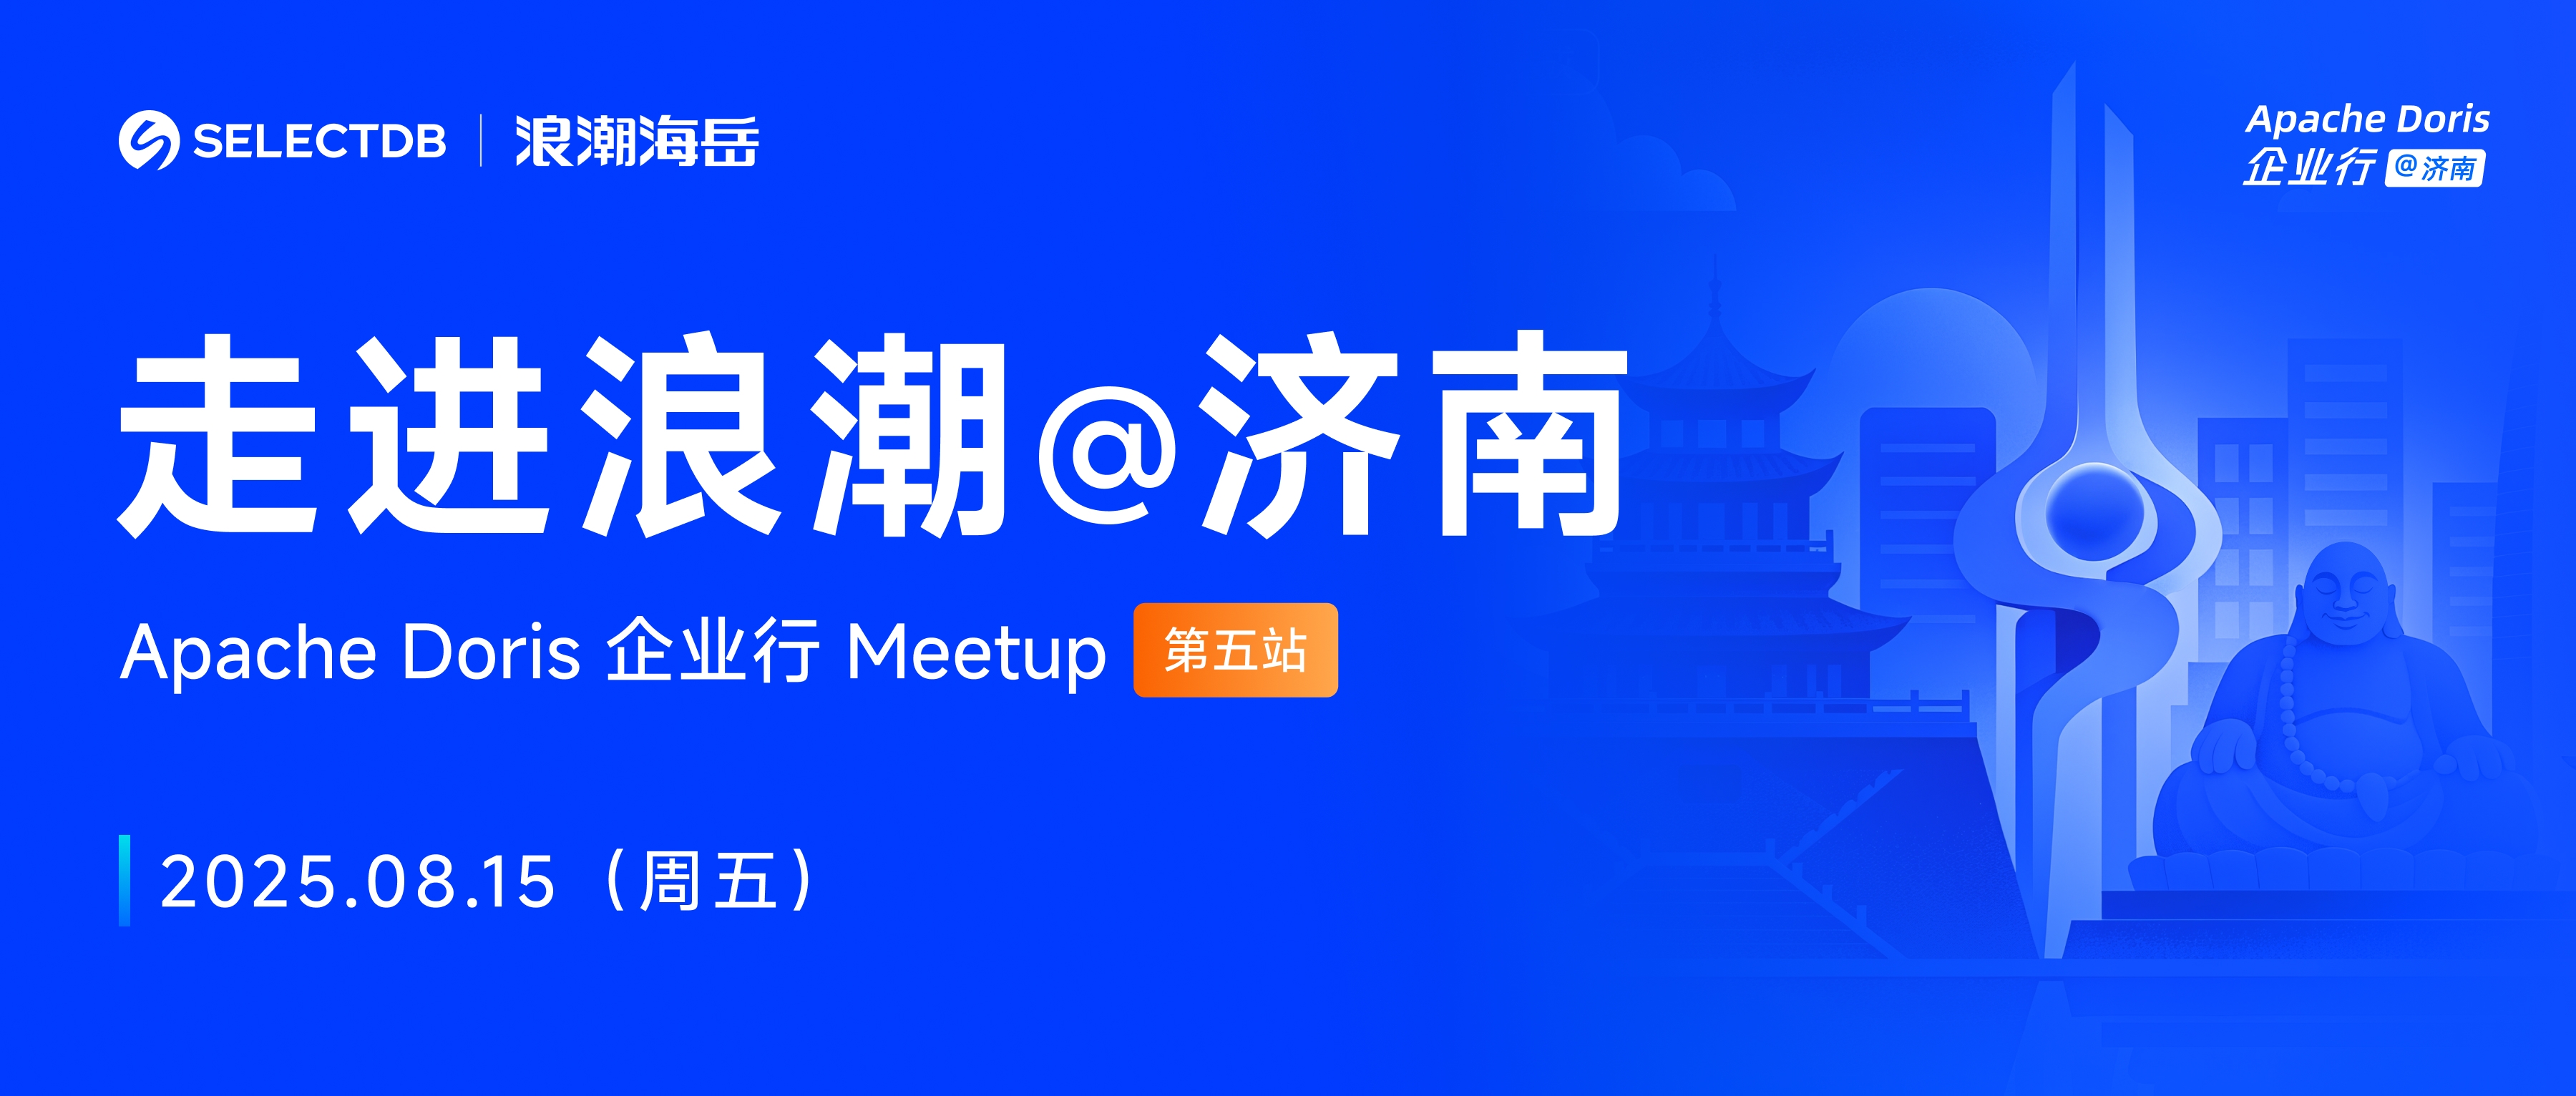 SELECTDB | 浪潮海岳
Apache Doris
企业行 @济南
走进浪潮@济南
Apache Doris 企业行 Meetup 第五站
2025.08.15（周五）